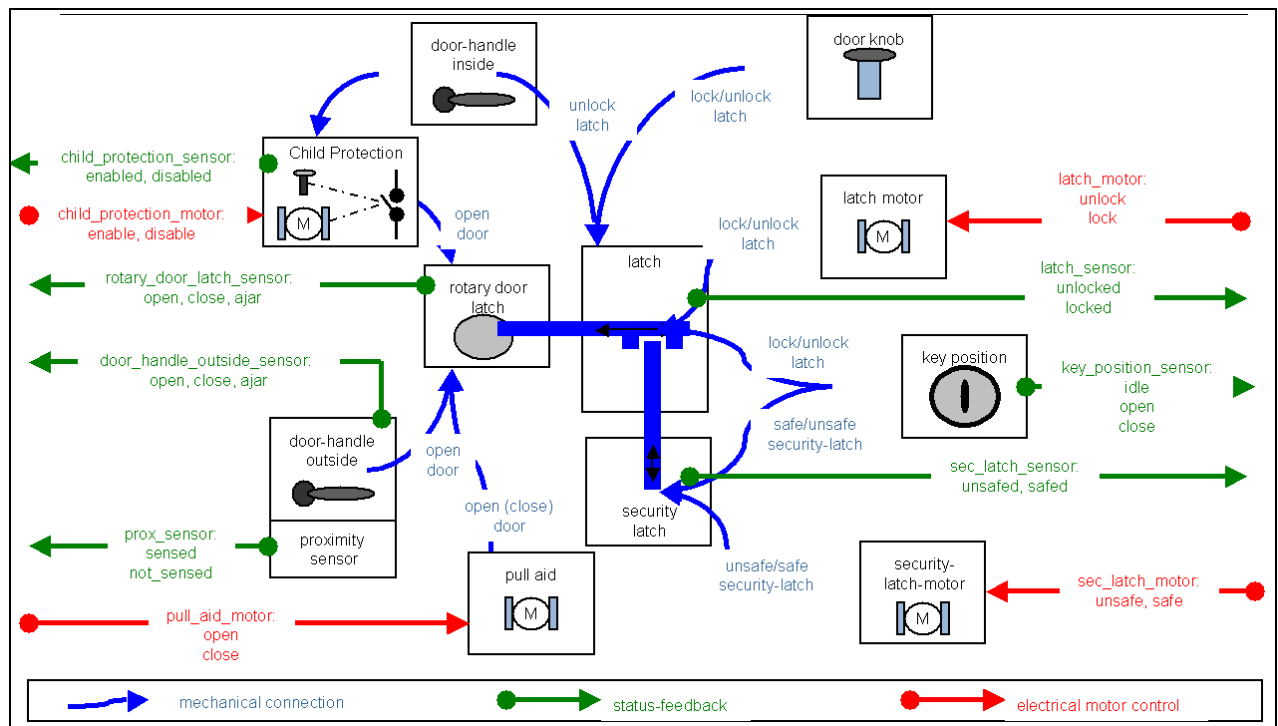 door-handle
inside
door knob
unlock
latch
lock/unlock
latch
Child Protection
M
child_protection_sensor:
enabled, disabled
child_protection_motor:
enable, disable
open
door
latch motor
M
latch_motor:
unlock
lock
lock/unlock
latch
latch
rotary_door_latch_sensor:
open, close, ajar
rotary door
latch
latch_sensor:
unlocked
locked
door_handle_outside_sensor:
open, close, ajar
lock/unlock
latch
key position
key_position_sensor:
idle
open
close
door-handle
outside
open
door
safe/unsafe
security-latch
sec_latch_sensor:
unsafed, safed
open (close)
door
security
latch
prox_sensor:
sensed
not_sensed
proximity
sensor
unsafe/safe
security-latch
pull aid
M
security-
latch-motor
M
sec_latch_motor:
unsafe, safe
pull_aid_motor:
open
close
mechanical connection
status-feedback
electrical motor control